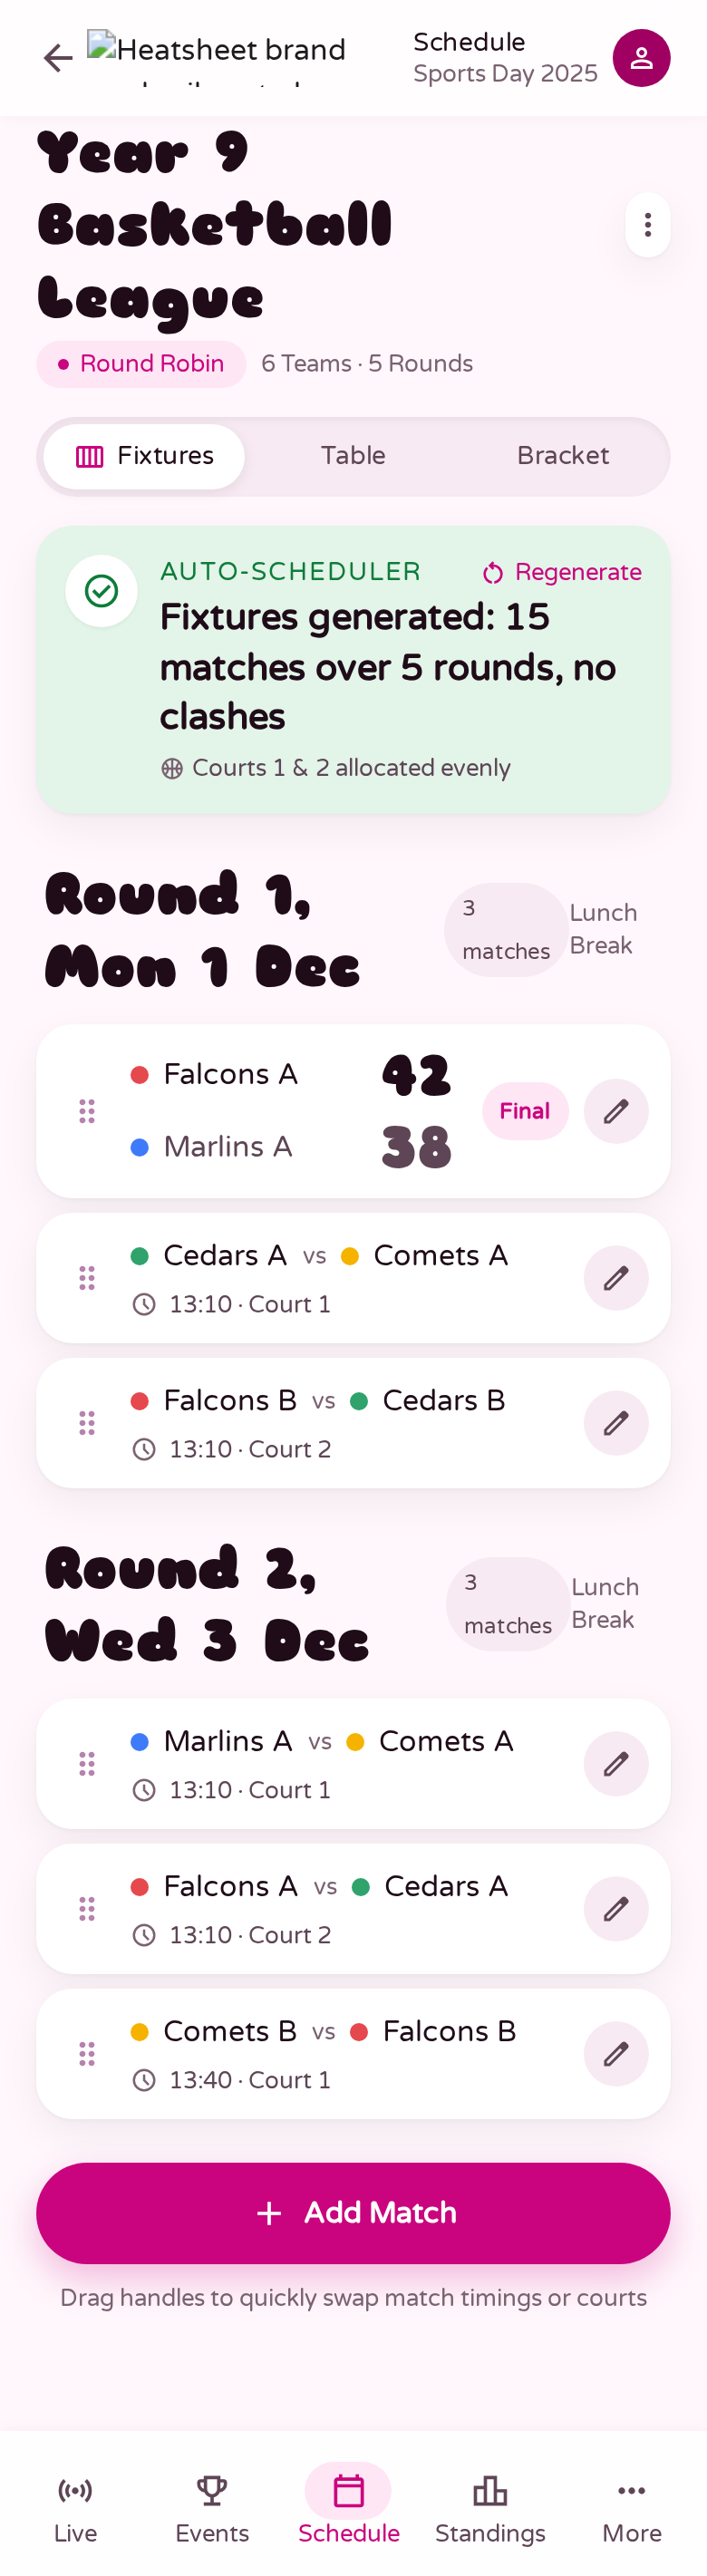 Heatsheet brand
Schedule
Sports Day 2025
Year 9
Basketball
League
Round Robin
6 Teams · 5 Rounds
Fixtures
Table
Bracket
AUTO-SCHEDULER
Regenerate
Fixtures generated: 15
matches over 5 rounds, no
clashes
Courts 1 & 2 allocated evenly
Round 1,
Mon 1 Dec
3
matches
Lunch
Break
Falcons A 42
Marlins A 38
Final
Cedars A vs Comets A
13:10 · Court 1
Falcons B vs Cedars B
13:10 · Court 2
Round 2,
Wed 3 Dec
3
matches
Lunch
Break
Marlins A vs Comets A
13:10 · Court 1
Falcons A vs Cedars A
13:10 · Court 2
Comets B vs Falcons B
13:40 · Court 1
+ Add Match
Drag handles to quickly swap match timings or courts
Live
Events
Schedule
Standings
More